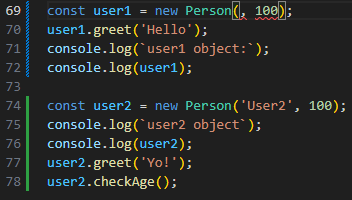 69 const user1 = new Person(, 100);
70 user1.greet('Hello');
71 console.log(`user1 object:`);
72 console.log(user1);
73
74 const user2 = new Person('User2', 100);
75 console.log(`user2 object`);
76 console.log(user2);
77 user2.greet('Yo!');
78 user2.checkAge();